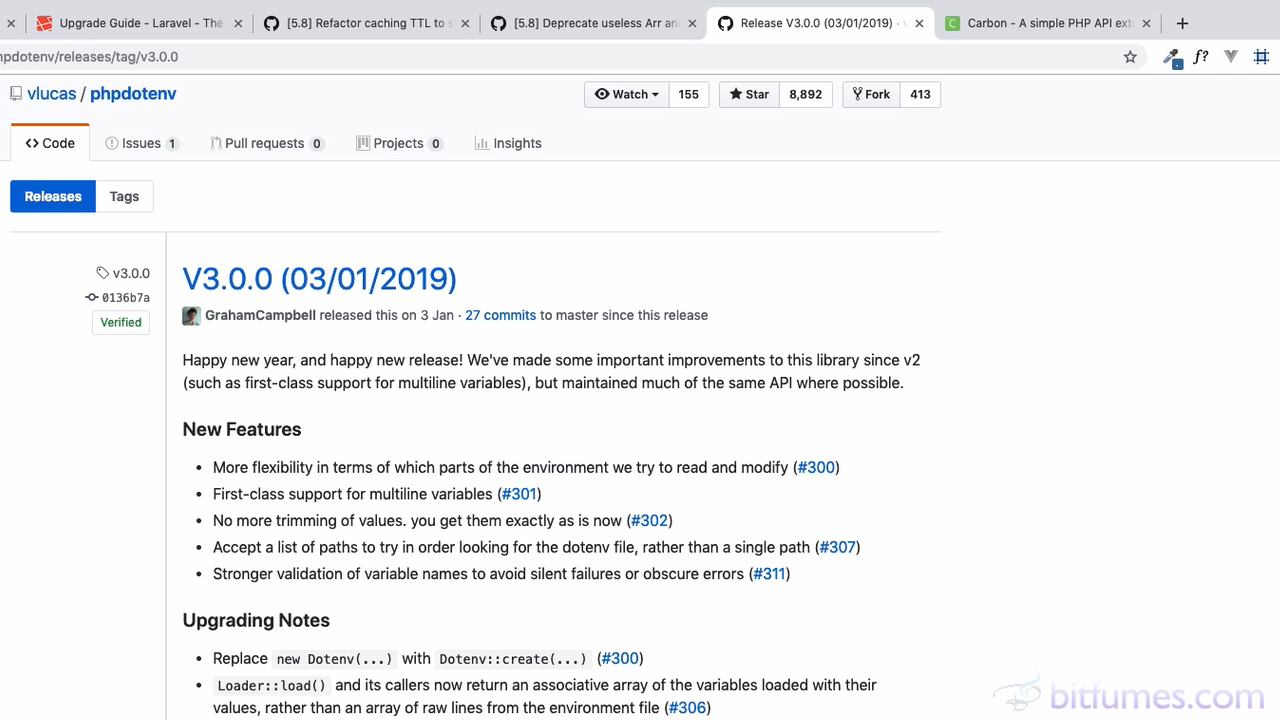 Upgrade Guide - Laravel - The
[5.8] Refactor caching TTL to s
[5.8] Deprecate useless Arr an
Release V3.0.0 (03/01/2019) · v
Carbon - A simple PHP API exte
hpdotenv/releases/tag/v3.0.0
f?
vlucas / phpdotenv
Watch 155
Star 8,892
Fork 413
Code
Issues 1
Pull requests 0
Projects 0
Insights
Releases
Tags
v3.0.0
0136b7a
Verified
V3.0.0 (03/01/2019)
GrahamCampbell released this on 3 Jan · 27 commits to master since this release
Happy new year, and happy new release! We've made some important improvements to this library since v2
(such as first-class support for multiline variables), but maintained much of the same API where possible.
New Features
• More flexibility in terms of which parts of the environment we try to read and modify (#300)
• First-class support for multiline variables (#301)
• No more trimming of values. you get them exactly as is now (#302)
• Accept a list of paths to try in order looking for the dotenv file, rather than a single path (#307)
• Stronger validation of variable names to avoid silent failures or obscure errors (#311)
Upgrading Notes
• Replace new Dotenv(...) with Dotenv::create(...) (#300)
• Loader::load() and its callers now return an associative array of the variables loaded with their
values, rather than an array of raw lines from the environment file (#306)
bitfumes.com